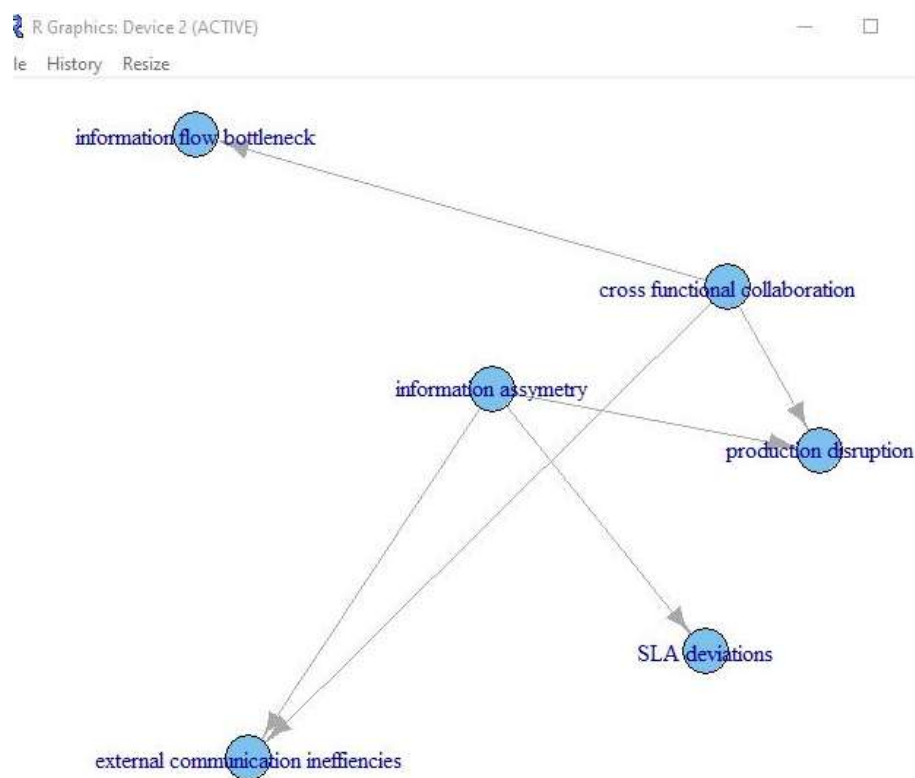 R Graphics: Device 2 (ACTIVE)
le History Resize
information flow bottleneck
cross functional collaboration
information assymetry
production disruption
SLA deviations
external communication ineffiencies